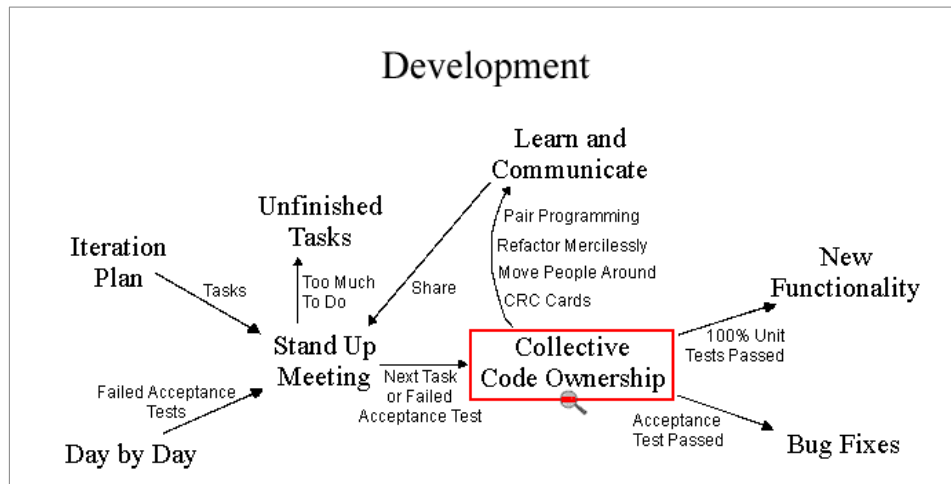 Development
Learn and
Communicate
Unfinished
Tasks
Pair Programming
Refactor Mercilessly
Move People Around
CRC Cards
Iteration
Plan
Tasks
Too Much
To Do
Share
New
Functionality
Stand Up
Meeting
Collective
Code Ownership
100% Unit
Tests Passed
Failed Acceptance
Tests
Next Task
or Failed
Acceptance Test
Acceptance
Test Passed
Day by Day
Bug Fixes